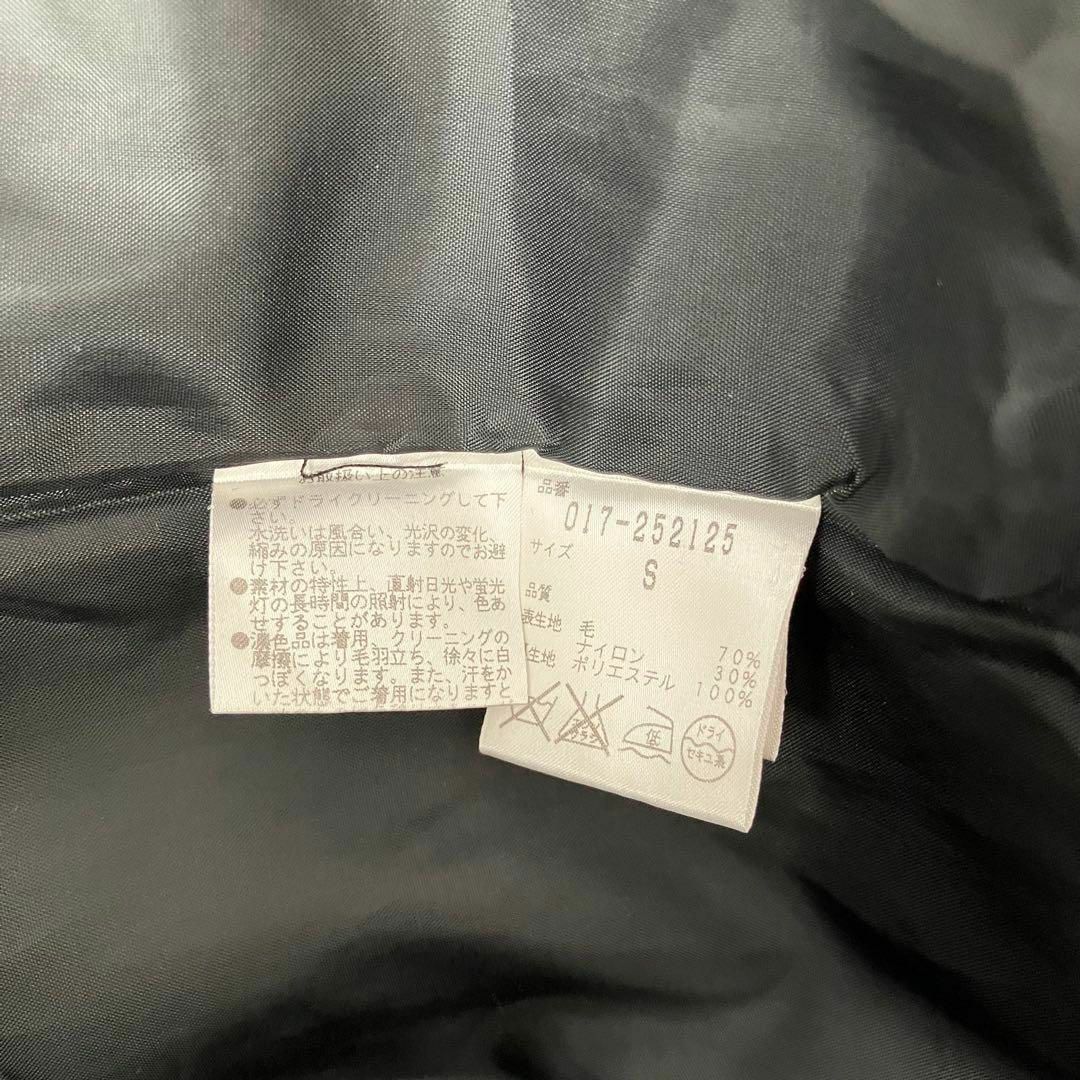 お取扱い上の注意
●必ずドライクリーニングして下
さい。
水洗いは風合い、光沢の変化、
縮みの原因になりますのでお避
け下さい。
●素材の特性上、直射日光や蛍光
灯の長時間の照射により、色あ
せすることがあります。
●濃色品は着用、クリーニングの
摩擦により毛羽立ち、徐々に白
っぽくなります。また、汗をか
いた状態でご着用になりますと
品番
017-252125
サイズ
S
品質
表生地 毛 70%
ナイロン 30%
生地 ポリエステル 100%
低
ドライ
セキユ系